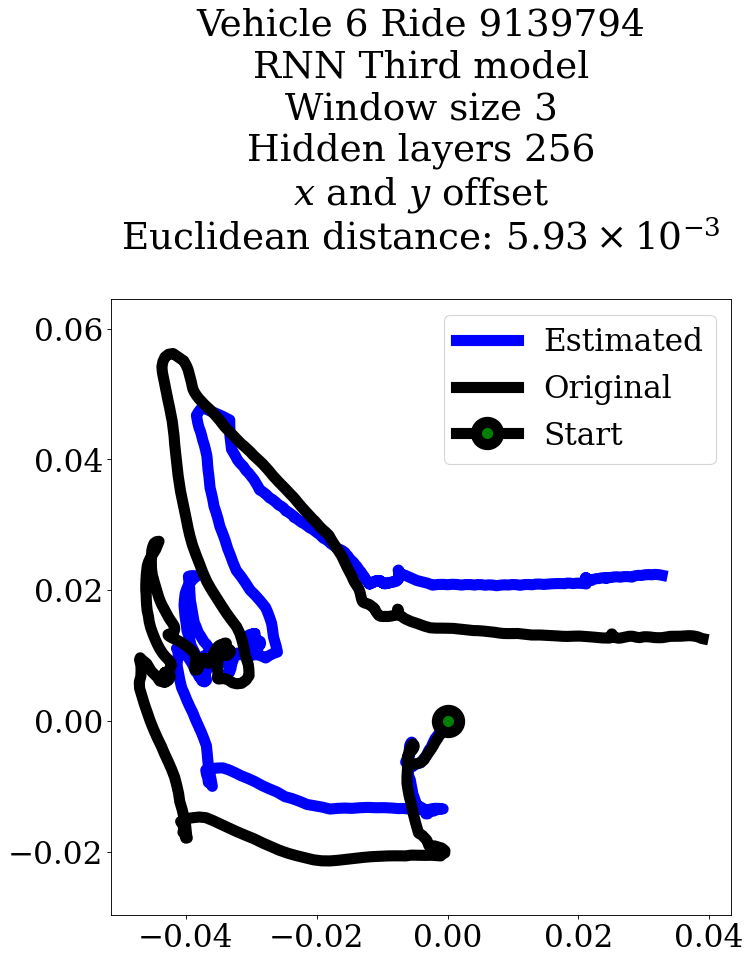 Vehicle 6 Ride 9139794
RNN Third model
Window size 3
Hidden layers 256
x and y offset
Euclidean distance: 5.93 × 10⁻³
Estimated
Original
Start
0.06
0.04
0.02
0.00
−0.02
−0.04 −0.02 0.00 0.02 0.04